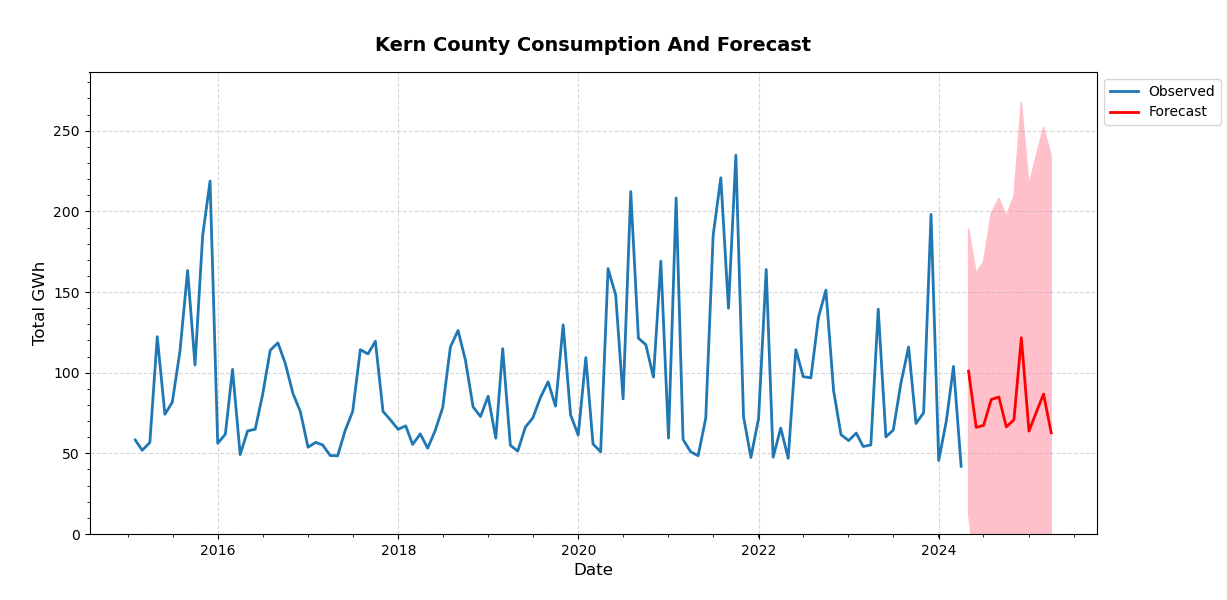 Kern County Consumption And Forecast
Observed
Forecast
Total GWh
250
200
150
100
50
0
2016
2018
2020
2022
2024
Date